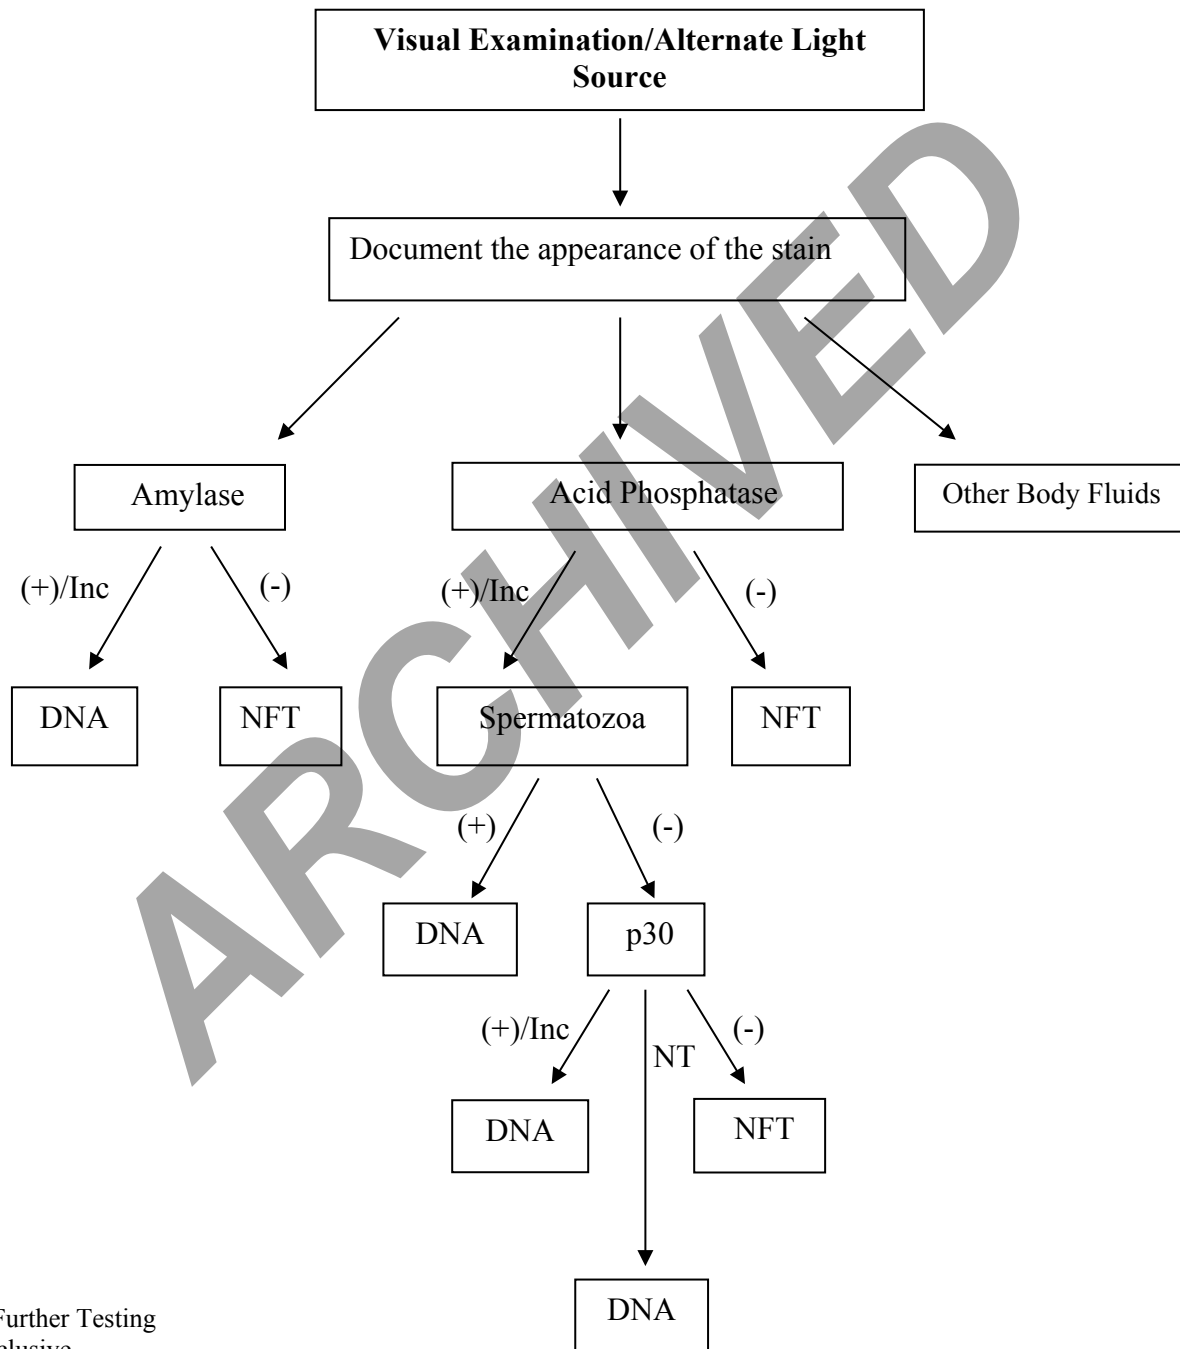 Visual Examination/Alternate Light
Source
Document the appearance of the stain
Amylase
Acid Phosphatase
Other Body Fluids
(+)/Inc
(-)
(+)/Inc
(-)
DNA
NFT
Spermatozoa
NFT
(+)
(-)
DNA
p30
(+)/Inc
NT
(-)
DNA
NFT
DNA
Further Testing
ARCHIVED